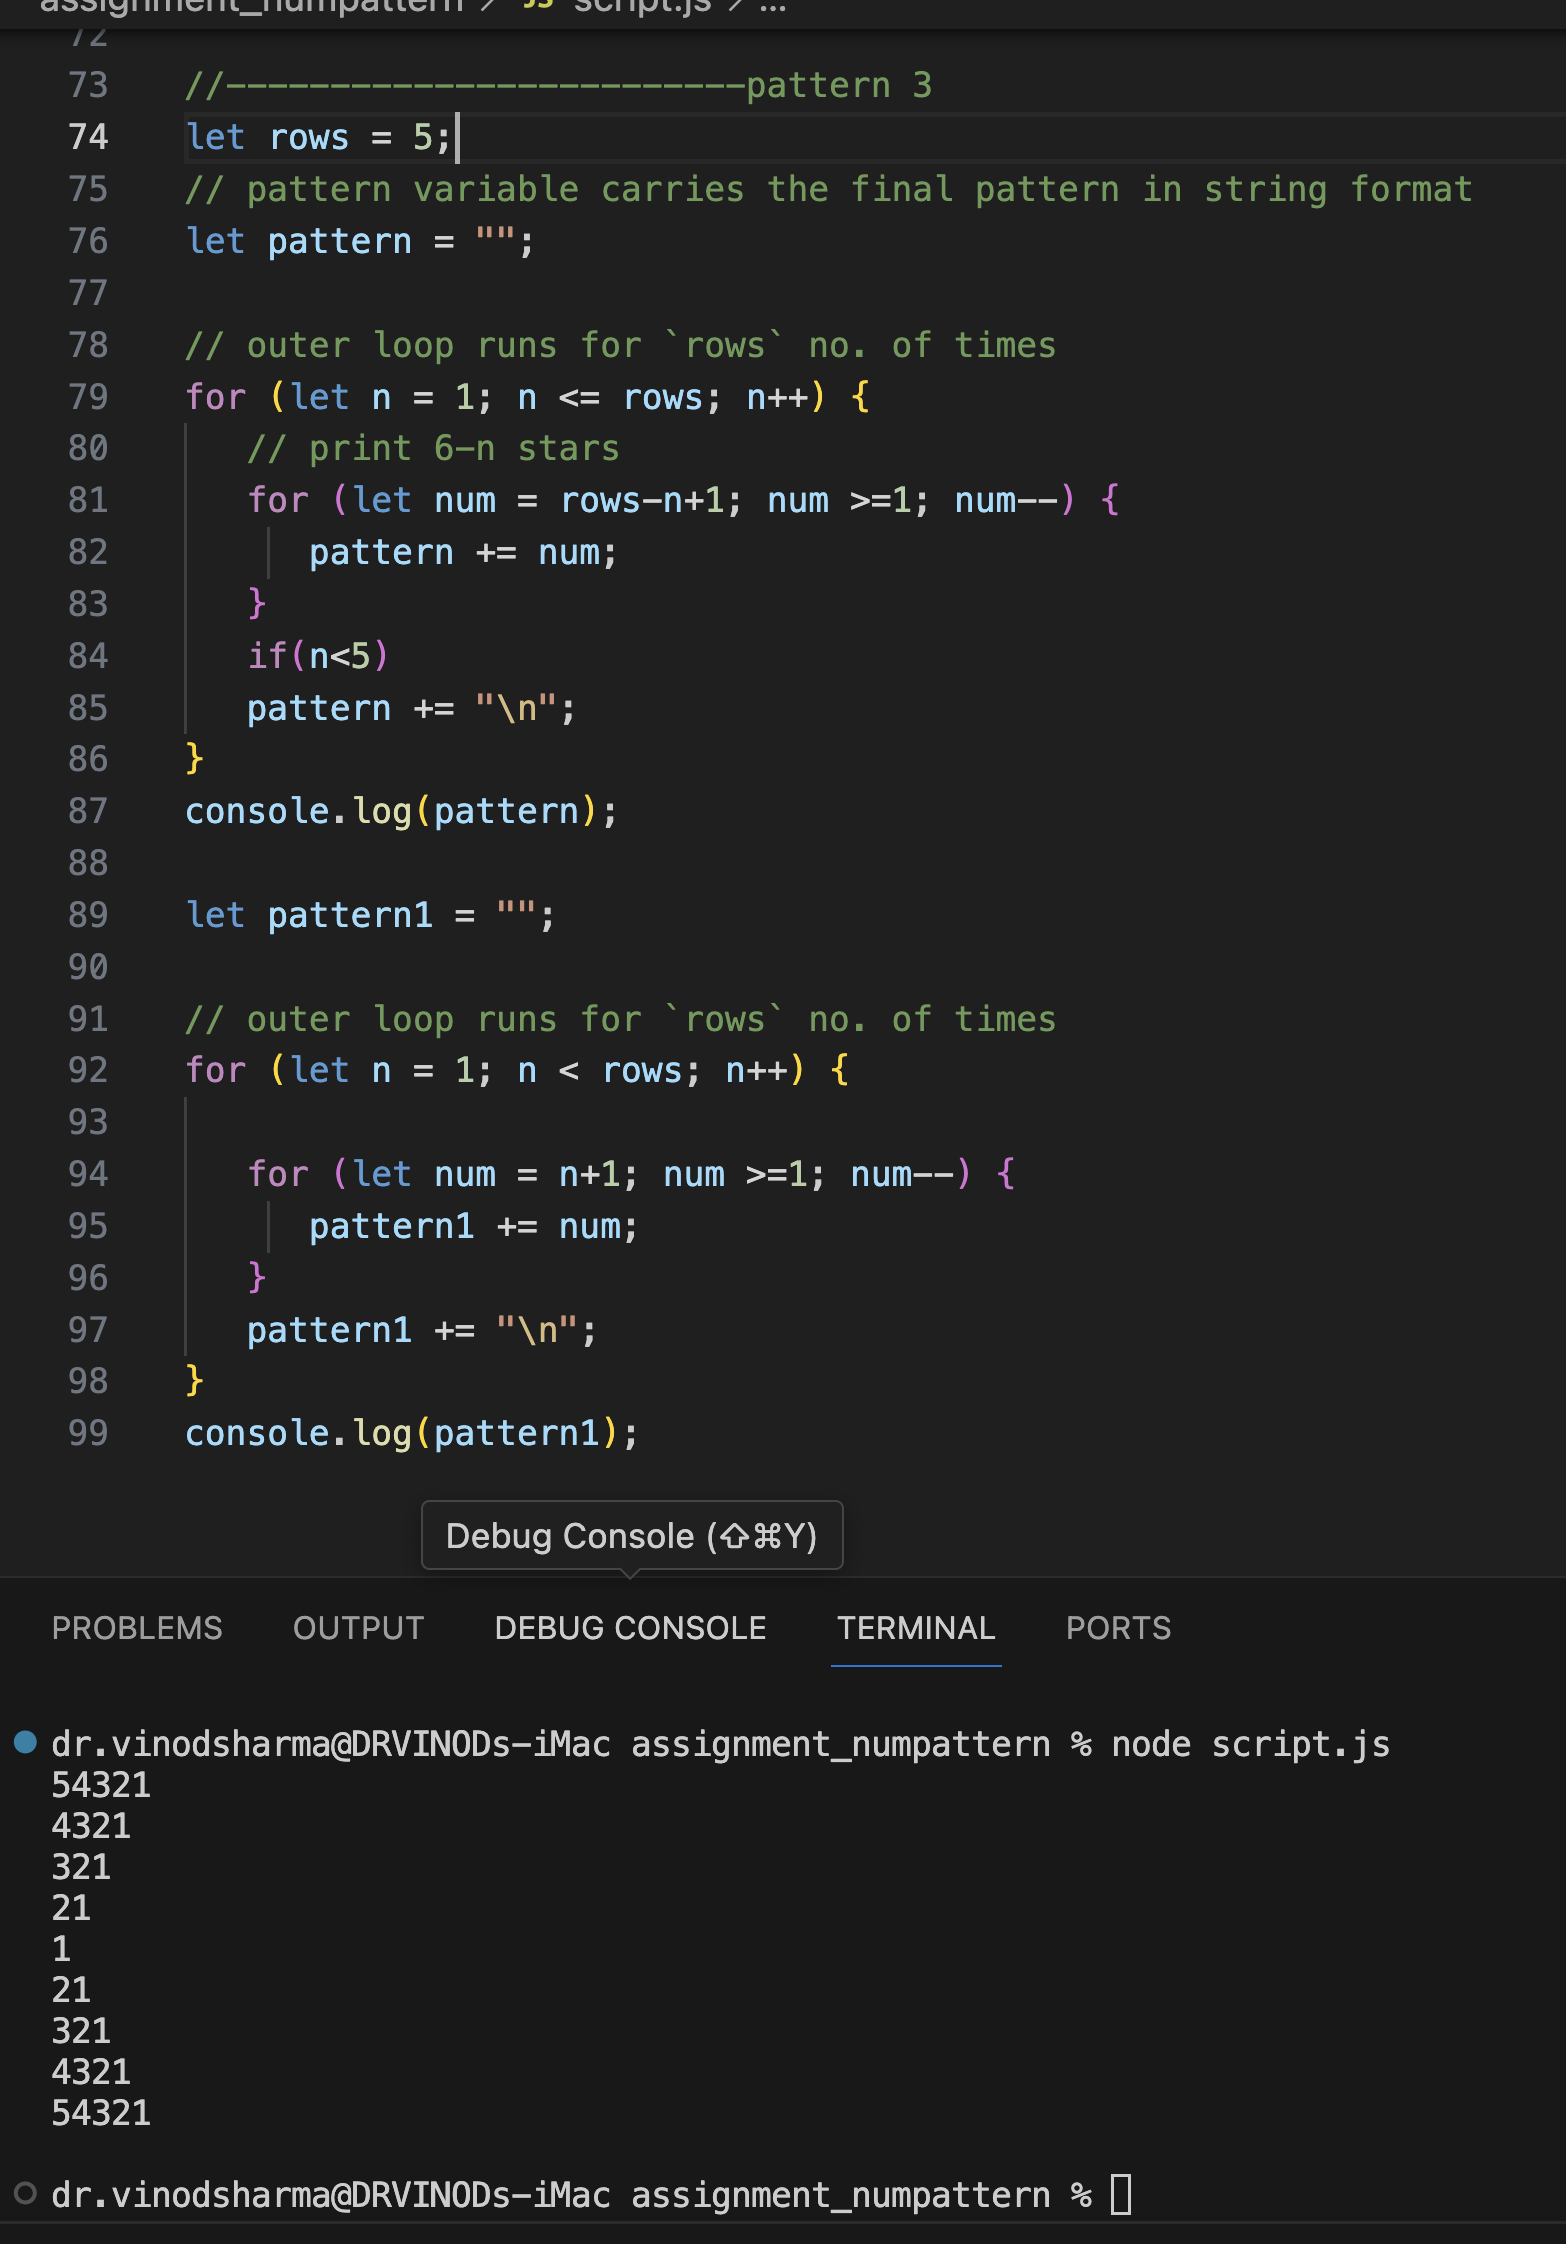 assignment_numpattern > JS script.js > ...
72
73 //-------------------------pattern 3
74 let rows = 5;
75 // pattern variable carries the final pattern in string format
76 let pattern = "";
77
78 // outer loop runs for `rows` no. of times
79 for (let n = 1; n <= rows; n++) {
80 // print 6-n stars
81 for (let num = rows-n+1; num >=1; num--) {
82 pattern += num;
83 }
84 if(n<5)
85 pattern += "\n";
86 }
87 console.log(pattern);
88
89 let pattern1 = "";
90
91 // outer loop runs for `rows` no. of times
92 for (let n = 1; n < rows; n++) {
93
94 for (let num = n+1; num >=1; num--) {
95 pattern1 += num;
96 }
97 pattern1 += "\n";
98 }
99 console.log(pattern1);
Debug Console (⇧⌘Y)
PROBLEMS OUTPUT DEBUG CONSOLE TERMINAL PORTS
dr.vinodsharma@DRVINODs-iMac assignment_numpattern % node script.js
54321
4321
321
21
1
21
321
4321
54321
dr.vinodsharma@DRVINODs-iMac assignment_numpattern %